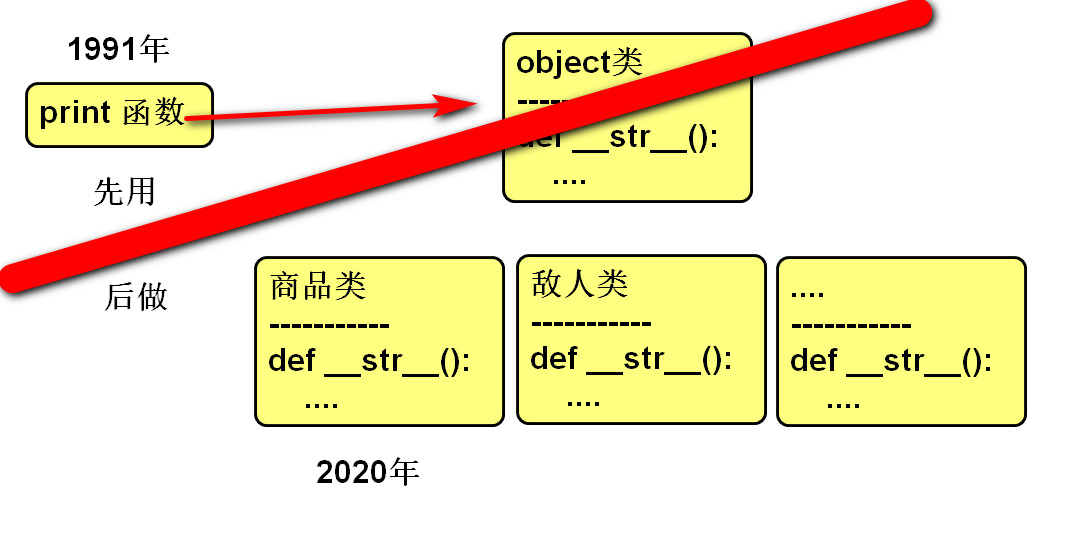 1991年
print 函数
object类
-----
def __str__():
....
先用
后做
商品类
-----------
def __str__():
....
敌人类
-----------
def __str__():
....
....
-----------
def __str__():
....
2020年